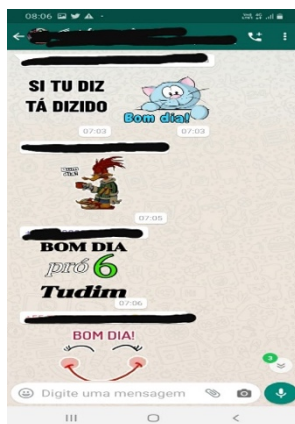 08:06
SI TU DIZ
TÁ DIZIDO
Bom dia!
07:03
07:03
07:05
BOM DIA
pró 6
Tudim
07:06
BOM DIA!
3
Digite uma mensagem